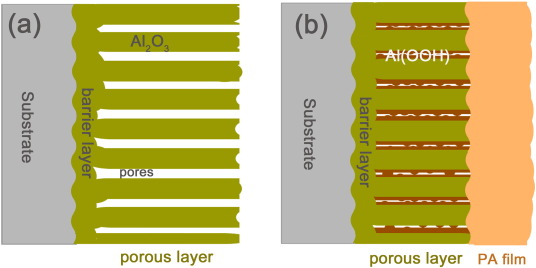 (a)
Al₂O₃
Substrate
barrier layer
pores
porous layer
(b)
Al(OOH)
Substrate
barrier layer
porous layer
PA film